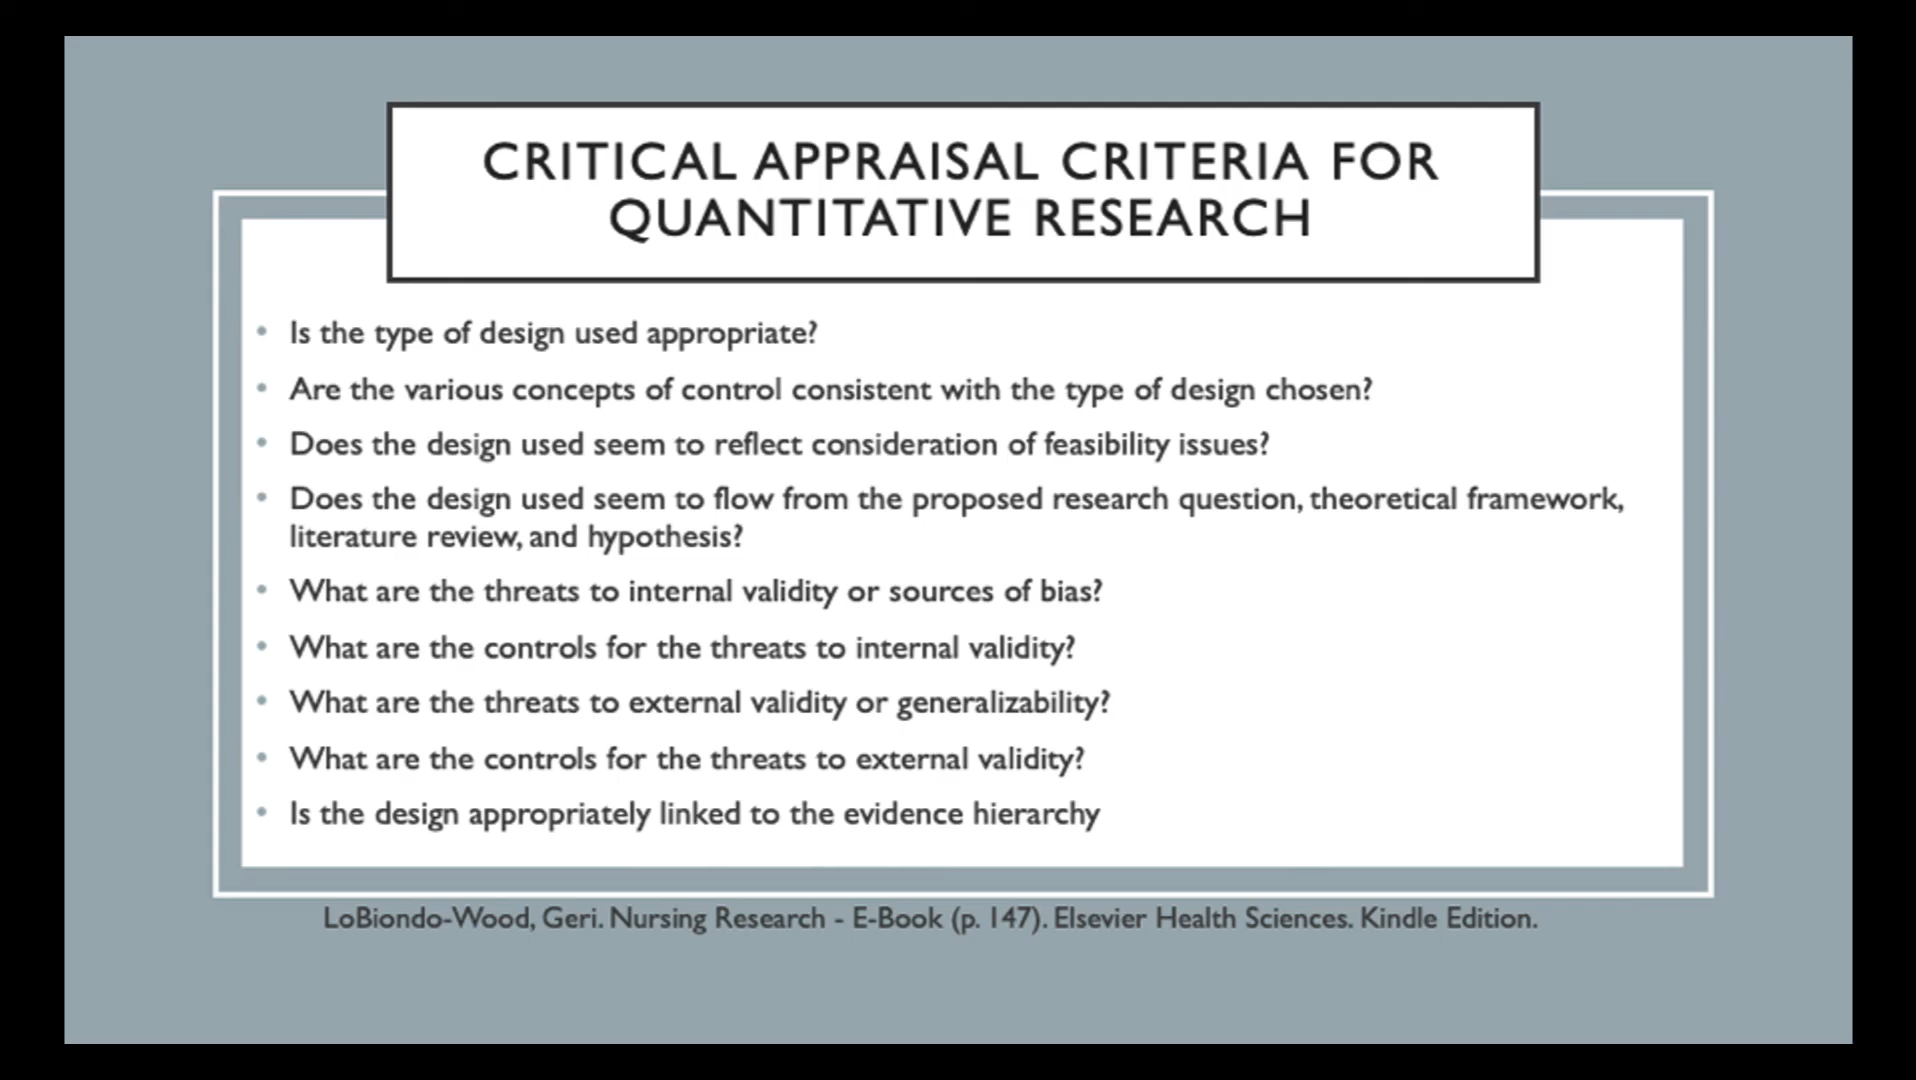 CRITICAL APPRAISAL CRITERIA FOR
QUANTITATIVE RESEARCH
• Is the type of design used appropriate?
• Are the various concepts of control consistent with the type of design chosen?
• Does the design used seem to reflect consideration of feasibility issues?
• Does the design used seem to flow from the proposed research question, theoretical framework,
literature review, and hypothesis?
• What are the threats to internal validity or sources of bias?
• What are the controls for the threats to internal validity?
• What are the threats to external validity or generalizability?
• What are the controls for the threats to external validity?
• Is the design appropriately linked to the evidence hierarchy
LoBiondo-Wood, Geri. Nursing Research - E-Book (p. 147). Elsevier Health Sciences. Kindle Edition.